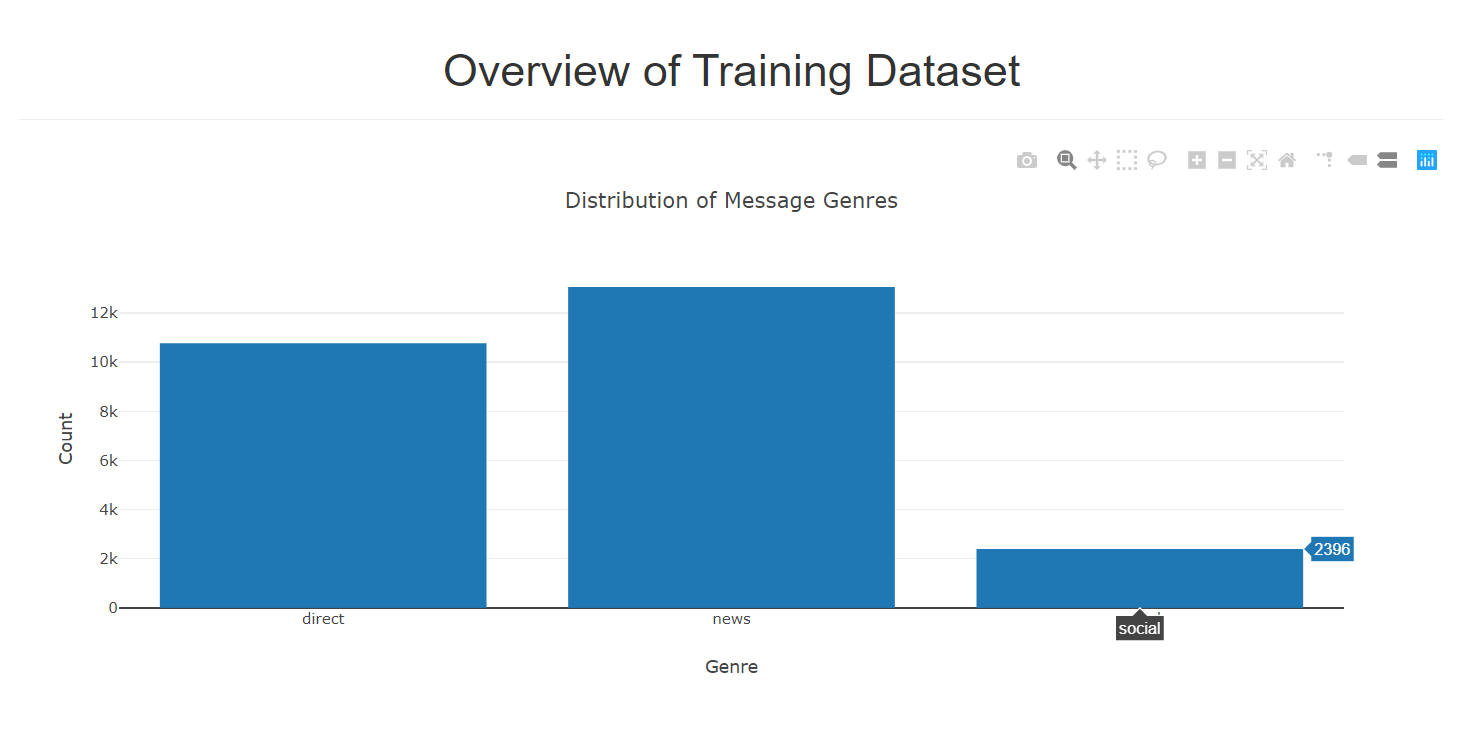 Overview of Training Dataset
Distribution of Message Genres
12k
10k
8k
6k
4k
2k
0
Count
2396
direct
news
social
Genre